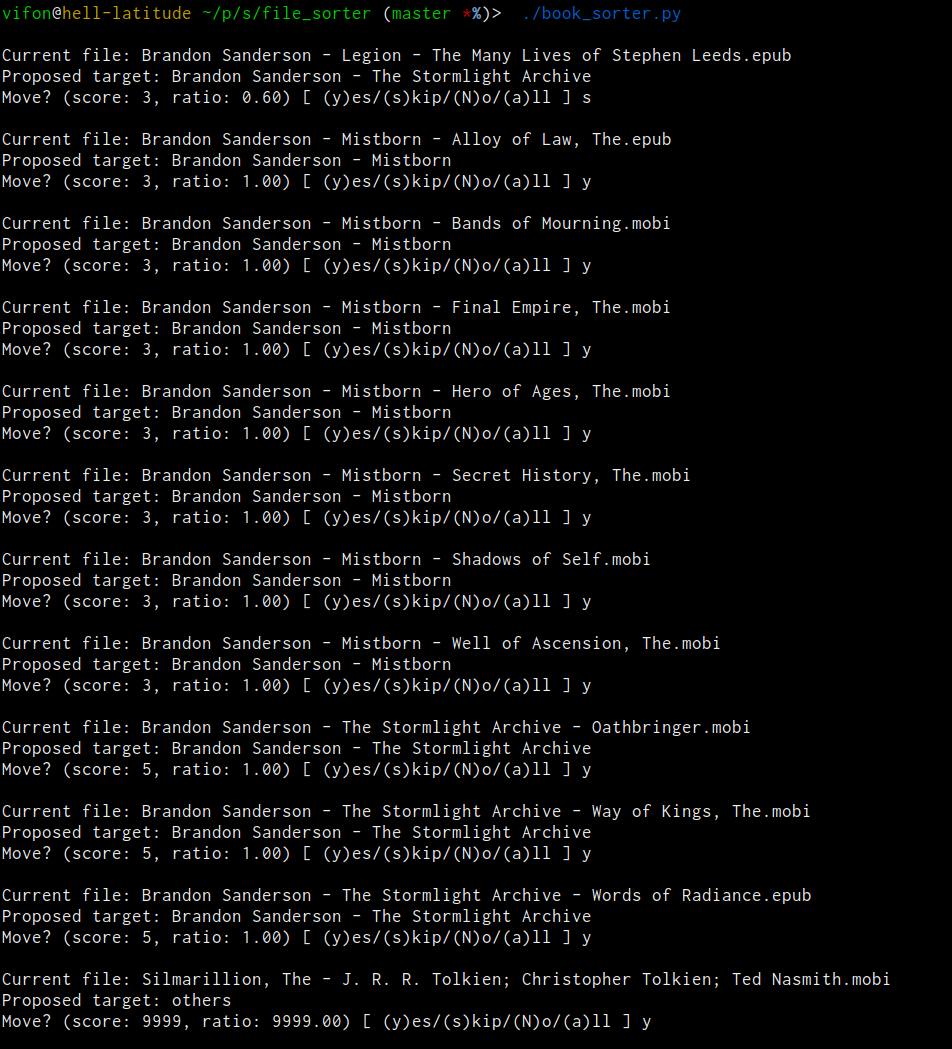 vifon@hell-latitude ~/p/s/file_sorter (master *%)> ./book_sorter.py
Current file: Brandon Sanderson - Legion - The Many Lives of Stephen Leeds.epub
Proposed target: Brandon Sanderson - The Stormlight Archive
Move? (score: 3, ratio: 0.60) [ (y)es/(s)kip/(N)o/(a)ll ] s
Current file: Brandon Sanderson - Mistborn - Alloy of Law, The.epub
Proposed target: Brandon Sanderson - Mistborn
Move? (score: 3, ratio: 1.00) [ (y)es/(s)kip/(N)o/(a)ll ] y
Current file: Brandon Sanderson - Mistborn - Bands of Mourning.mobi
Proposed target: Brandon Sanderson - Mistborn
Move? (score: 3, ratio: 1.00) [ (y)es/(s)kip/(N)o/(a)ll ] y
Current file: Brandon Sanderson - Mistborn - Final Empire, The.mobi
Proposed target: Brandon Sanderson - Mistborn
Move? (score: 3, ratio: 1.00) [ (y)es/(s)kip/(N)o/(a)ll ] y
Current file: Brandon Sanderson - Mistborn - Hero of Ages, The.mobi
Proposed target: Brandon Sanderson - Mistborn
Move? (score: 3, ratio: 1.00) [ (y)es/(s)kip/(N)o/(a)ll ] y
Current file: Brandon Sanderson - Mistborn - Secret History, The.mobi
Proposed target: Brandon Sanderson - Mistborn
Move? (score: 3, ratio: 1.00) [ (y)es/(s)kip/(N)o/(a)ll ] y
Current file: Brandon Sanderson - Mistborn - Shadows of Self.mobi
Proposed target: Brandon Sanderson - Mistborn
Move? (score: 3, ratio: 1.00) [ (y)es/(s)kip/(N)o/(a)ll ] y
Current file: Brandon Sanderson - Mistborn - Well of Ascension, The.mobi
Proposed target: Brandon Sanderson - Mistborn
Move? (score: 3, ratio: 1.00) [ (y)es/(s)kip/(N)o/(a)ll ] y
Current file: Brandon Sanderson - The Stormlight Archive - Oathbringer.mobi
Proposed target: Brandon Sanderson - The Stormlight Archive
Move? (score: 5, ratio: 1.00) [ (y)es/(s)kip/(N)o/(a)ll ] y
Current file: Brandon Sanderson - The Stormlight Archive - Way of Kings, The.mobi
Proposed target: Brandon Sanderson - The Stormlight Archive
Move? (score: 5, ratio: 1.00) [ (y)es/(s)kip/(N)o/(a)ll ] y
Current file: Brandon Sanderson - The Stormlight Archive - Words of Radiance.epub
Proposed target: Brandon Sanderson - The Stormlight Archive
Move? (score: 5, ratio: 1.00) [ (y)es/(s)kip/(N)o/(a)ll ] y
Current file: Silmarillion, The - J. R. R. Tolkien; Christopher Tolkien; Ted Nasmith.mobi
Proposed target: others
Move? (score: 9999, ratio: 9999.00) [ (y)es/(s)kip/(N)o/(a)ll ] y